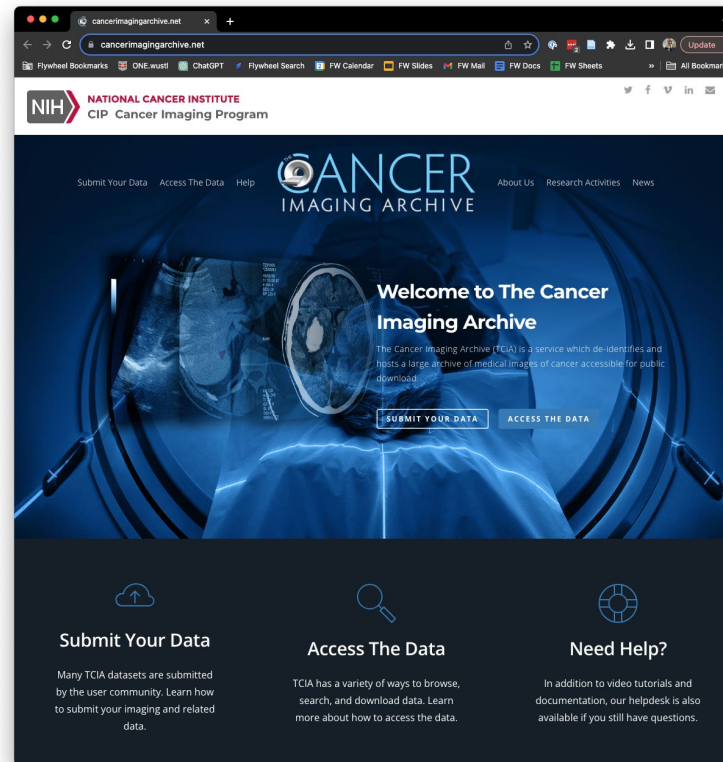 cancerimagingarchive.net
cancerimagingarchive.net
Update
Flywheel Bookmarks ONE.wustl ChatGPT Flywheel Search FW Calendar FW Slides FW Mail FW Docs FW Sheets » All Bookmar
NIH NATIONAL CANCER INSTITUTE
CIP Cancer Imaging Program
Submit Your Data Access The Data Help
THE CANCER
IMAGING ARCHIVE
About Us Research Activities News
Welcome to The Cancer
Imaging Archive
The Cancer Imaging Archive (TCIA) is a service which de-identifies and
hosts a large archive of medical images of cancer accessible for public
download.
SUBMIT YOUR DATA ACCESS THE DATA
Submit Your Data
Many TCIA datasets are submitted
by the user community. Learn how
to submit your imaging and related
data.
Access The Data
TCIA has a variety of ways to browse,
search, and download data. Learn
more about how to access the data.
Need Help?
In addition to video tutorials and
documentation, our helpdesk is also
available if you still have questions.